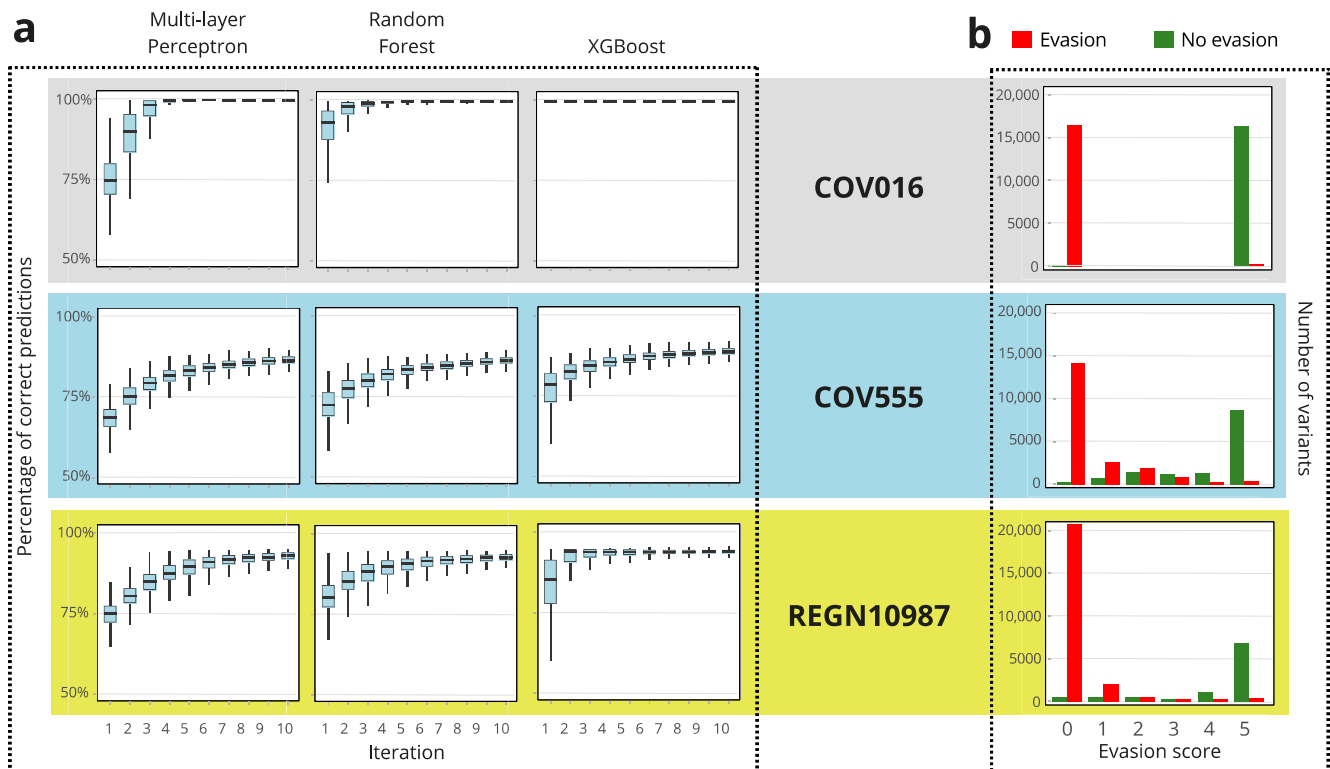 a
Multi-layer
Perceptron
Random
Forest
XGBoost
b
Evasion
No evasion
Percentage of correct predictions
100%
75%
50%
COV016
20,000
15,000
10,000
5000
0
100%
75%
50%
COV555
20,000
15,000
10,000
5000
0
Number of variants
100%
75%
50%
REGN10987
20,000
15,000
10,000
5000
0
1 2 3 4 5 6 7 8 9 10
1 2 3 4 5 6 7 8 9 10
1 2 3 4 5 6 7 8 9 10
Iteration
0 1 2 3 4 5
Evasion score